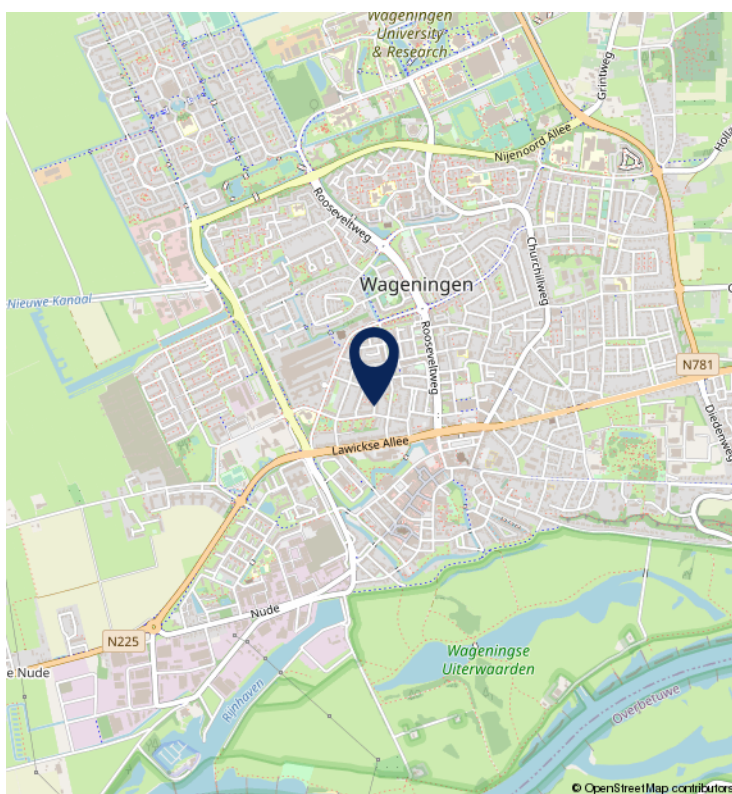 Wageningen
University
& Research
Grintweg
Nijenoord Allee
Holla
Rooseveltweg
Churchillweg
Wageningen
Nieuwe-Kanaal
Rooseveltweg
N781
Diedenweg
Lawickse Allee
Nude
N225
e Nude
Wageningse
Uiterwaarden
Rijnhaven
Overbetuwe
© OpenStreetMap contributors